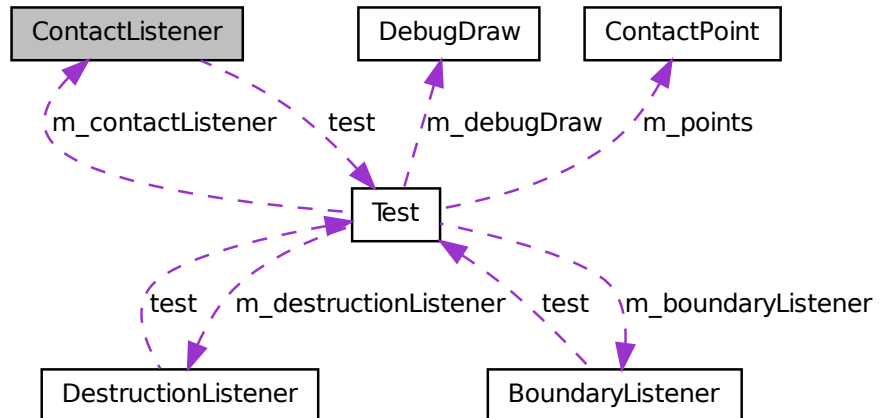 ContactListener
DebugDraw
ContactPoint
m_contactListener
test
m_debugDraw
m_points
Test
test
m_destructionListener
test
m_boundaryListener
DestructionListener
BoundaryListener